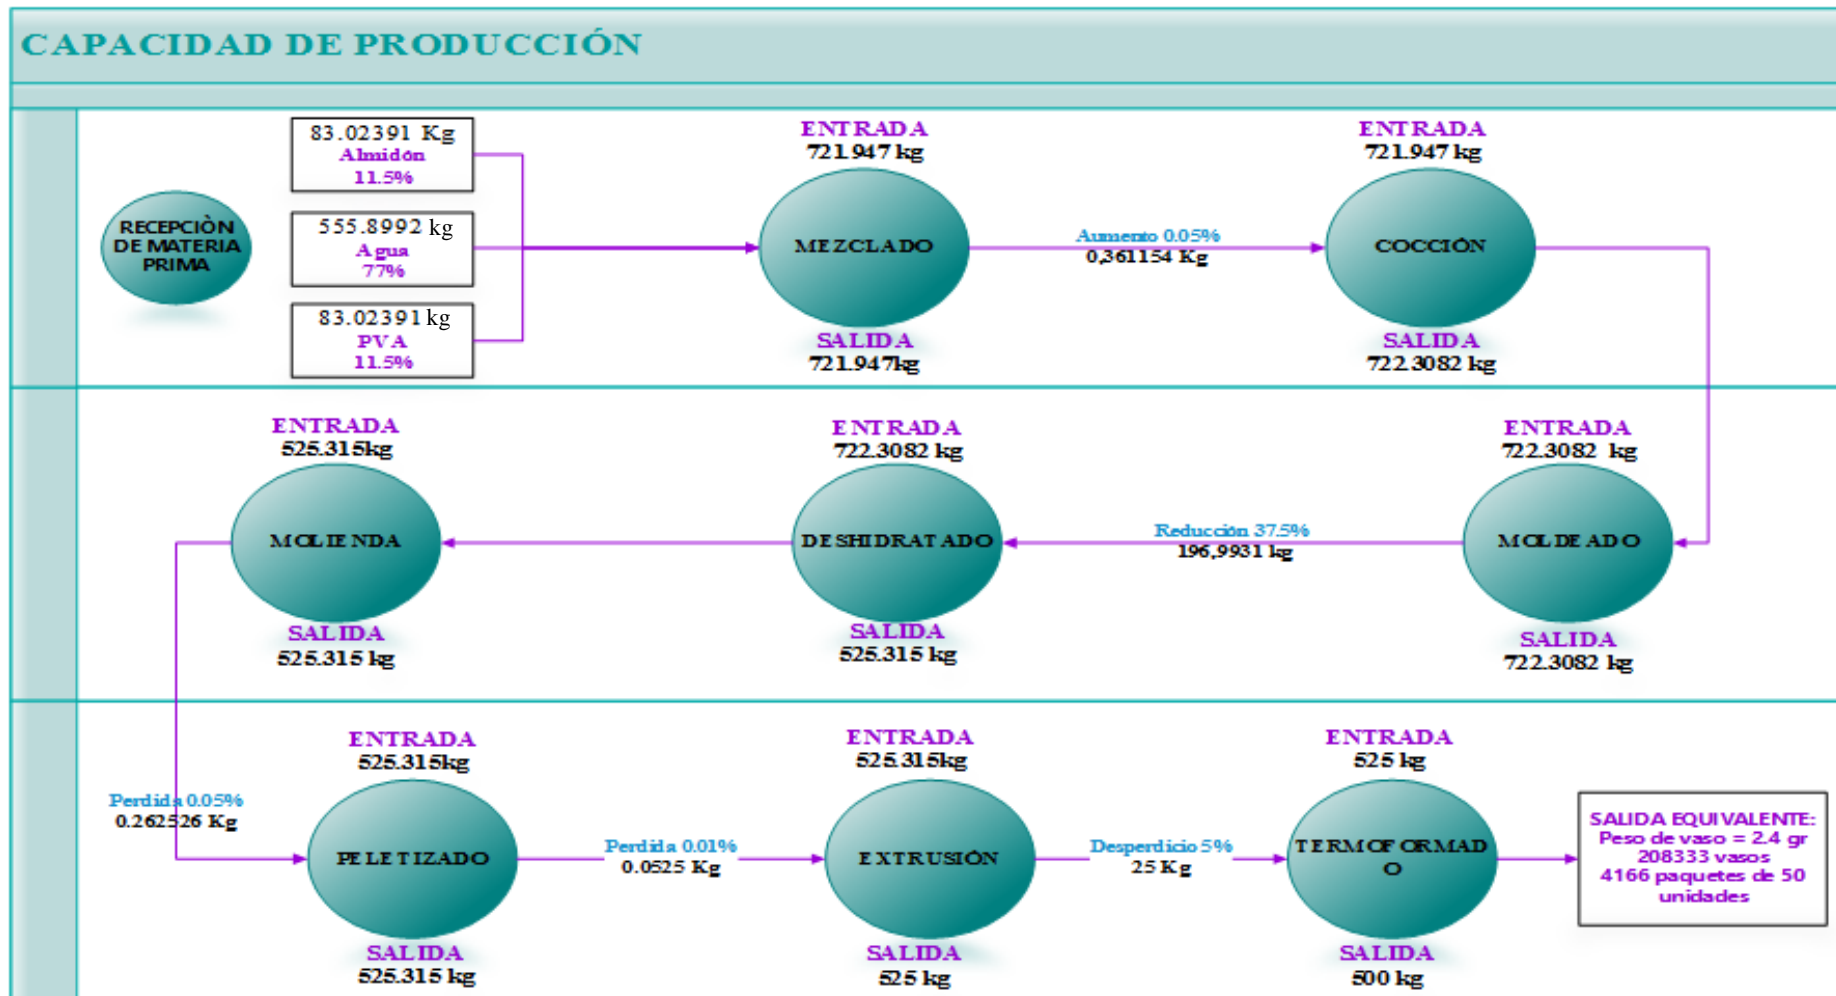 CAPACIDAD DE PRODUCCIÓN
RECEPCIÒN
DE MATERIA
PRIMA
83.02391 Kg
Almidón
11.5%
555.8992 kg
Agua
77%
83.02391 kg
PVA
11.5%
ENTRADA
721.947 kg
MEZCLADO
SALIDA
721.947kg
Aumento 0.05%
0,361154 Kg
ENTRADA
721.947 kg
COCCIÓN
SALIDA
722.3082 kg
ENTRADA
722.3082 kg
MOLDEADO
SALIDA
722.3082 kg
Reducción 37.5%
196,9931 kg
ENTRADA
722.3082 kg
DESHIDRATADO
SALIDA
525.315 kg
ENTRADA
525.315kg
MOLIENDA
SALIDA
525.315 kg
Perdida 0.05%
0.262526 Kg
ENTRADA
525.315kg
PELETIZADO
SALIDA
525.315 kg
Perdida 0.01%
0.0525 Kg
ENTRADA
525.315kg
EXTRUSIÓN
SALIDA
525 kg
Desperdicio 5%
25 Kg
ENTRADA
525 kg
TERMOFORMAD
O
SALIDA
500 kg
SALIDA EQUIVALENTE:
Peso de vaso = 2.4 gr
208333 vasos
4166 paquetes de 50
unidades